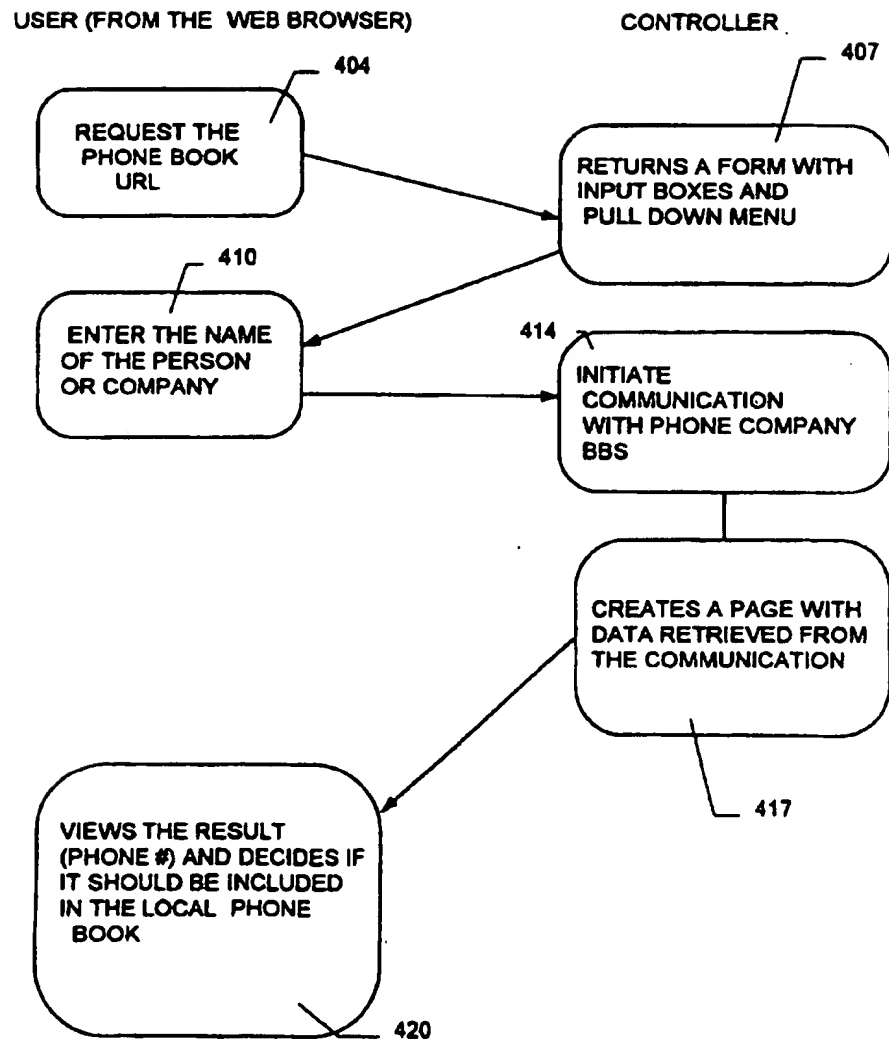 USER (FROM THE WEB BROWSER)
CONTROLLER
404
407
REQUEST THE
PHONE BOOK
URL
RETURNS A FORM WITH
INPUT BOXES AND
PULL DOWN MENU
410
ENTER THE NAME
OF THE PERSON
OR COMPANY
414
INITIATE
COMMUNICATION
WITH PHONE COMPANY
BBS
CREATES A PAGE WITH
DATA RETRIEVED FROM
THE COMMUNICATION
417
VIEWS THE RESULT
(PHONE #) AND DECIDES IF
IT SHOULD BE INCLUDED
IN THE LOCAL PHONE
BOOK
420